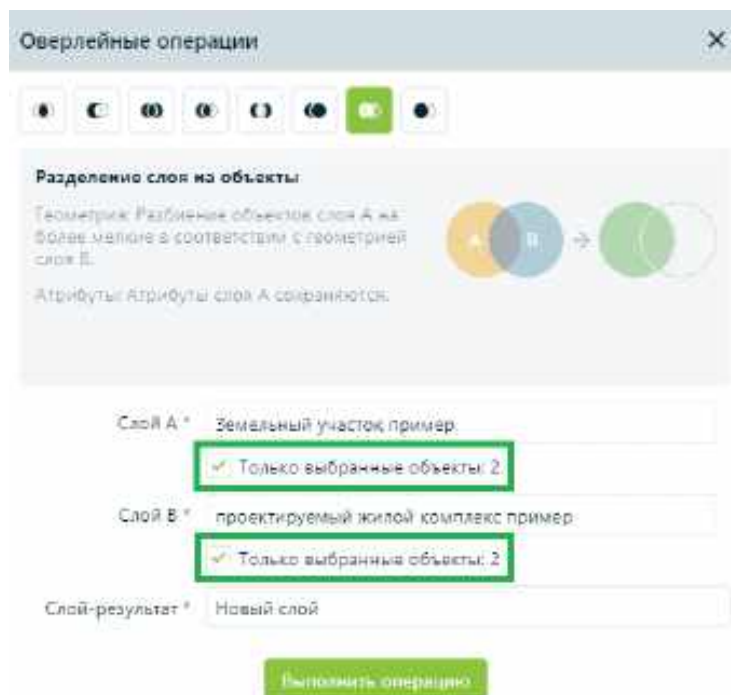 Оверлейные операции
Разделение слоя на объекты
Геометрия: Разбиение объектов слоя A на
более мелкие в соответствии с геометрией
слоя B.
A B
Атрибуты: Атрибуты слоя A сохраняются.
Слой A * Земельный участок пример
Только выбранные объекты: 2
Слой B * проектируемый жилой комплекс пример
Только выбранные объекты: 2
Слой-результат * Новый слой
Выполнить операцию